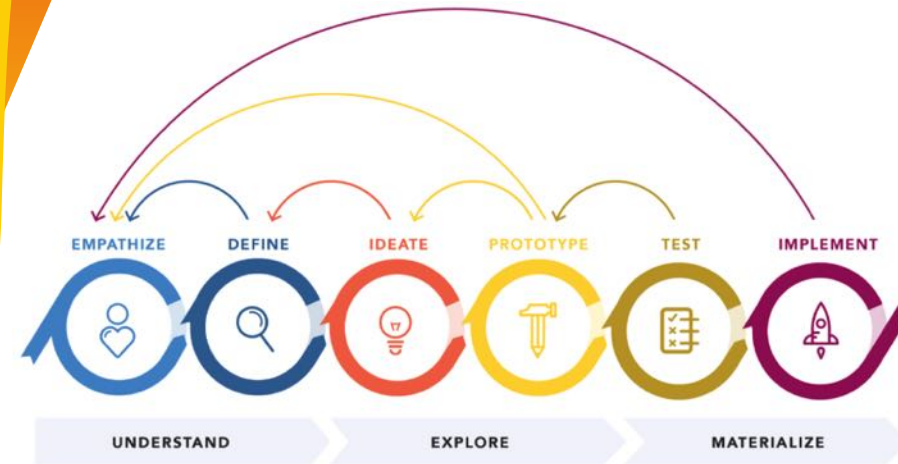 EMPATHIZE
DEFINE
IDEATE
PROTOTYPE
TEST
IMPLEMENT
UNDERSTAND
EXPLORE
MATERIALIZE